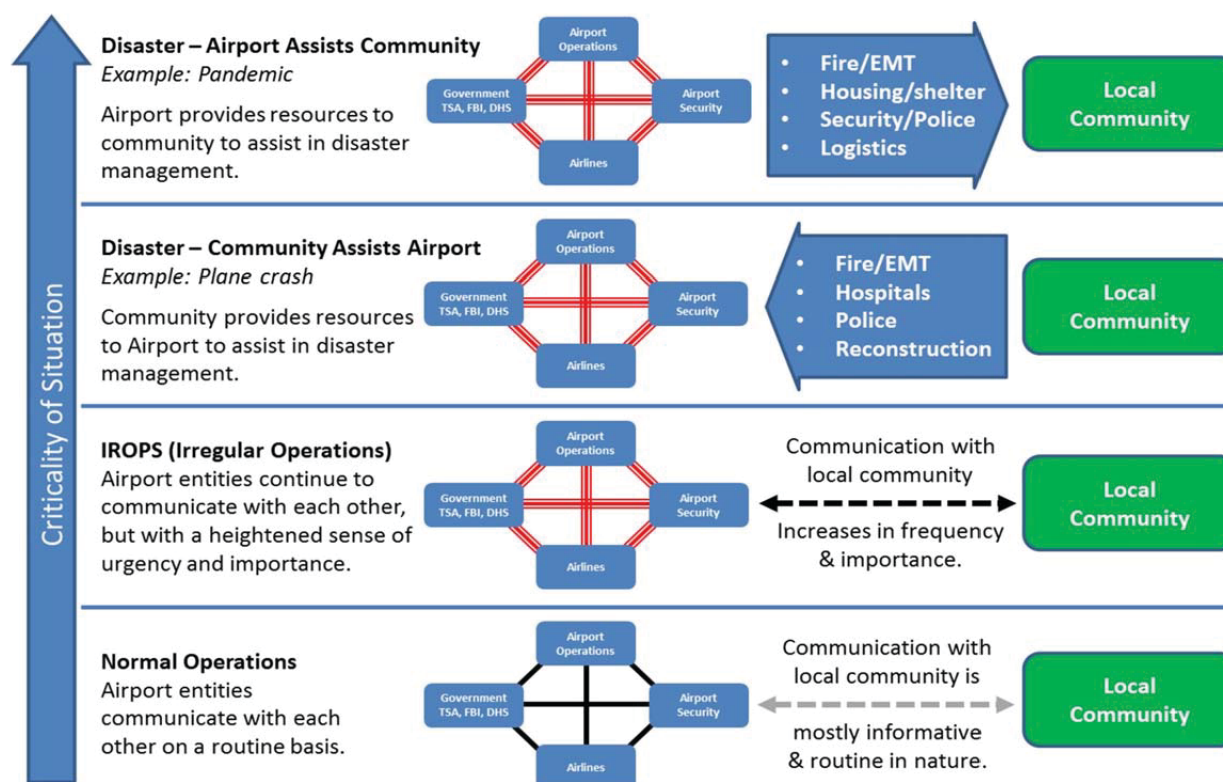 Criticality of Situation
Disaster – Airport Assists Community
Example: Pandemic
Airport provides resources to
community to assist in disaster
management.
Airport
Operations
Government
TSA, FBI, DHS
Airport
Security
Airlines
• Fire/EMT
• Housing/shelter
• Security/Police
• Logistics
Local
Community
Disaster – Community Assists Airport
Example: Plane crash
Community provides resources
to Airport to assist in disaster
management.
Airport
Operations
Government
TSA, FBI, DHS
Airport
Security
Airlines
• Fire/EMT
• Hospitals
• Police
• Reconstruction
Local
Community
IROPS (Irregular Operations)
Airport entities continue to
communicate with each other,
but with a heightened sense of
urgency and importance.
Airport
Operations
Government
TSA, FBI, DHS
Airport
Security
Airlines
Communication with
local community
Increases in frequency
& importance.
Local
Community
Normal Operations
Airport entities
communicate with each
other on a routine basis.
Airport
Operations
Government
TSA, FBI, DHS
Airport
Security
Airlines
Communication with
local community is
mostly informative
& routine in nature.
Local
Community